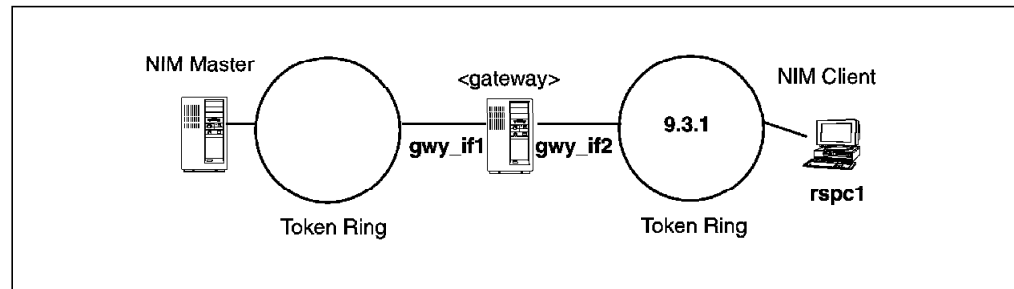 NIM Master
<gateway>
NIM Client
9.3.1
gwy_if1
gwy_if2
rspc1
Token Ring
Token Ring